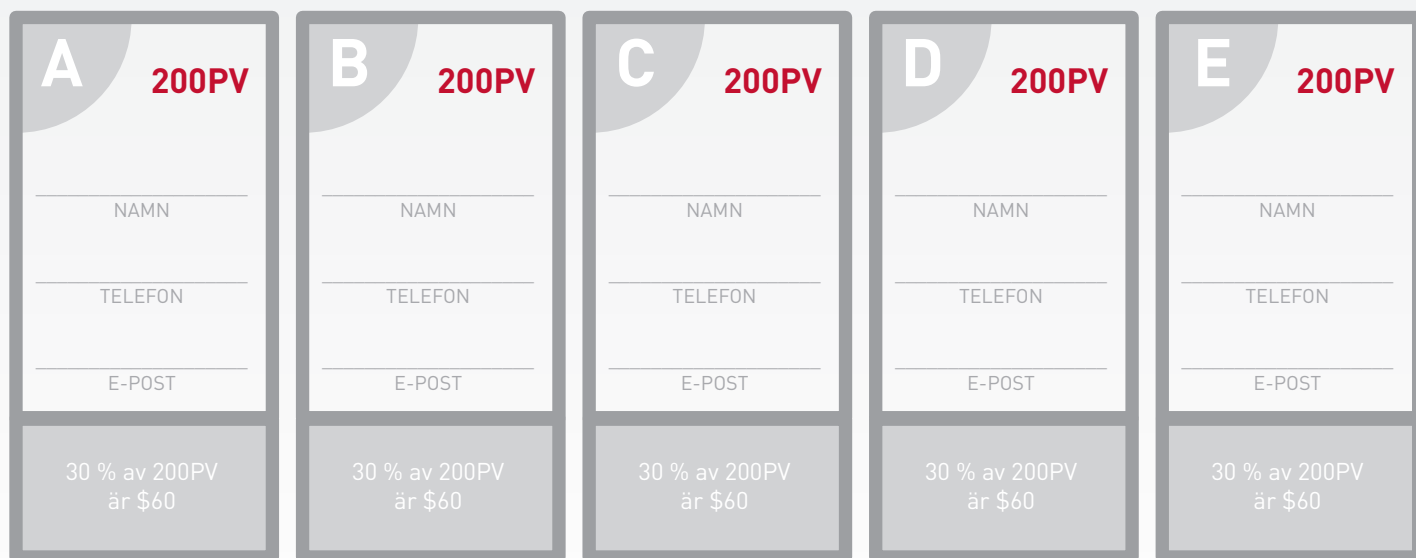 A
200PV
NAMN
TELEFON
E-POST
30 % av 200PV
är $60
B
200PV
NAMN
TELEFON
E-POST
30 % av 200PV
är $60
C
200PV
NAMN
TELEFON
E-POST
30 % av 200PV
är $60
D
200PV
NAMN
TELEFON
E-POST
30 % av 200PV
är $60
E
200PV
NAMN
TELEFON
E-POST
30 % av 200PV
är $60